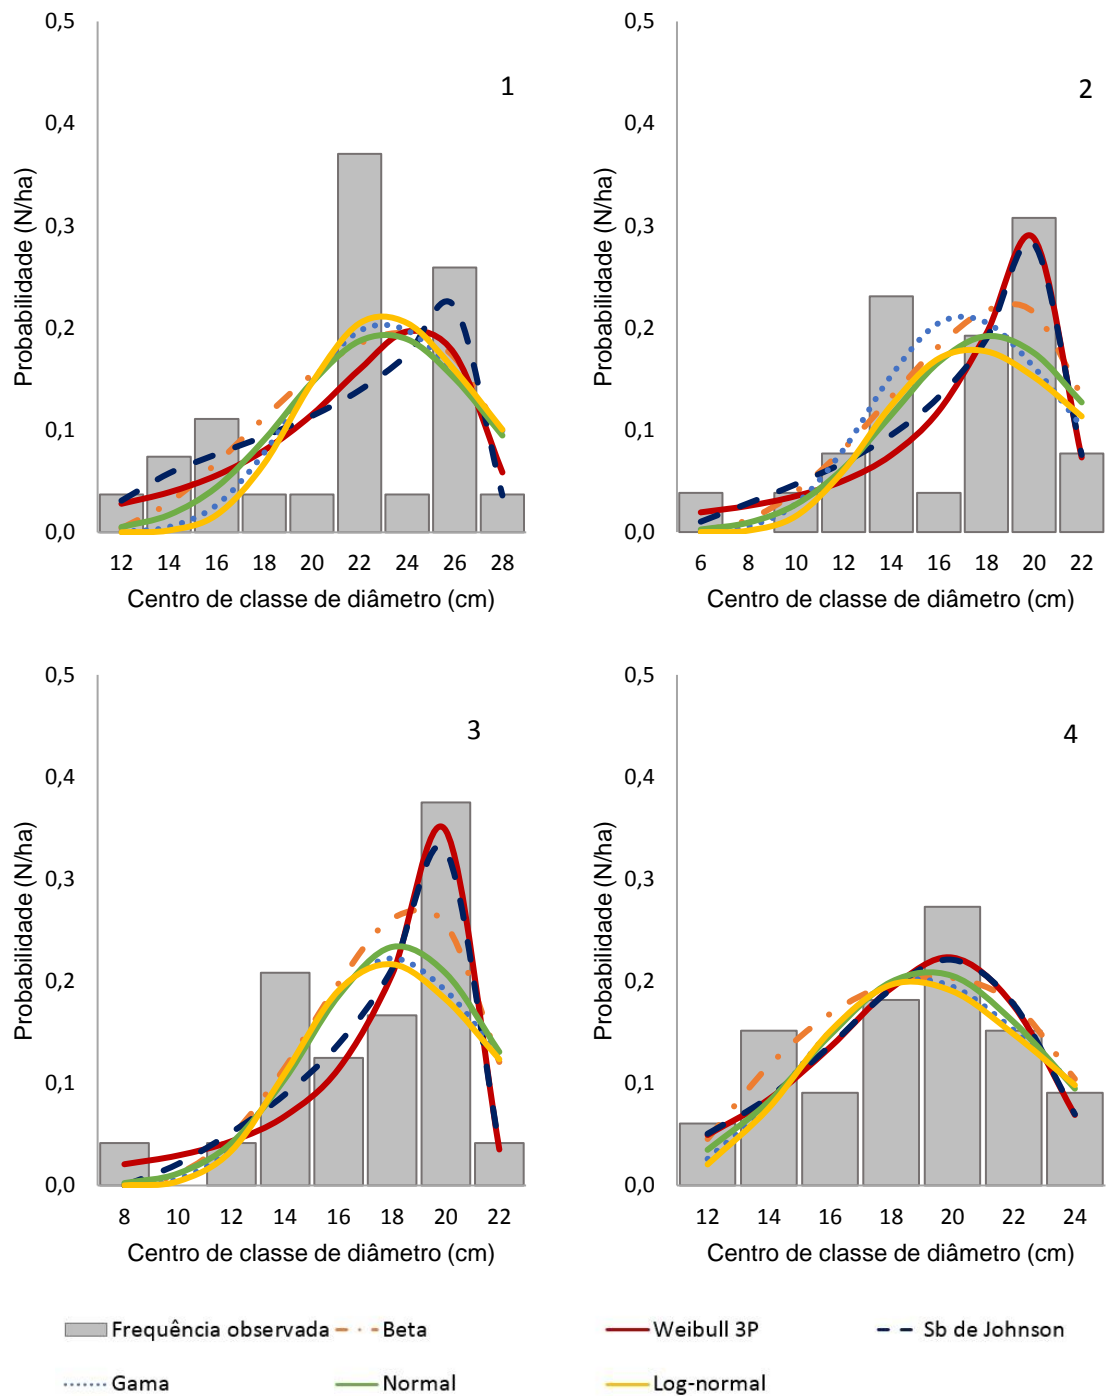 0,5
0,4
0,3
0,2
0,1
0,0
Probabilidade (N/ha)
1
12 14 16 18 20 22 24 26 28
Centro de classe de diâmetro (cm)
0,5
0,4
0,3
0,2
0,1
0,0
Probabilidade (N/ha)
2
6 8 10 12 14 16 18 20 22
Centro de classe de diâmetro (cm)
0,5
0,4
0,3
0,2
0,1
0,0
Probabilidade (N/ha)
3
8 10 12 14 16 18 20 22
Centro de classe de diâmetro (cm)
0,5
0,4
0,3
0,2
0,1
0,0
Probabilidade (N/ha)
4
12 14 16 18 20 22 24
Centro de classe de diâmetro (cm)
Frequência observada Beta Weibull 3P Sb de Johnson
Gama Normal Log-normal